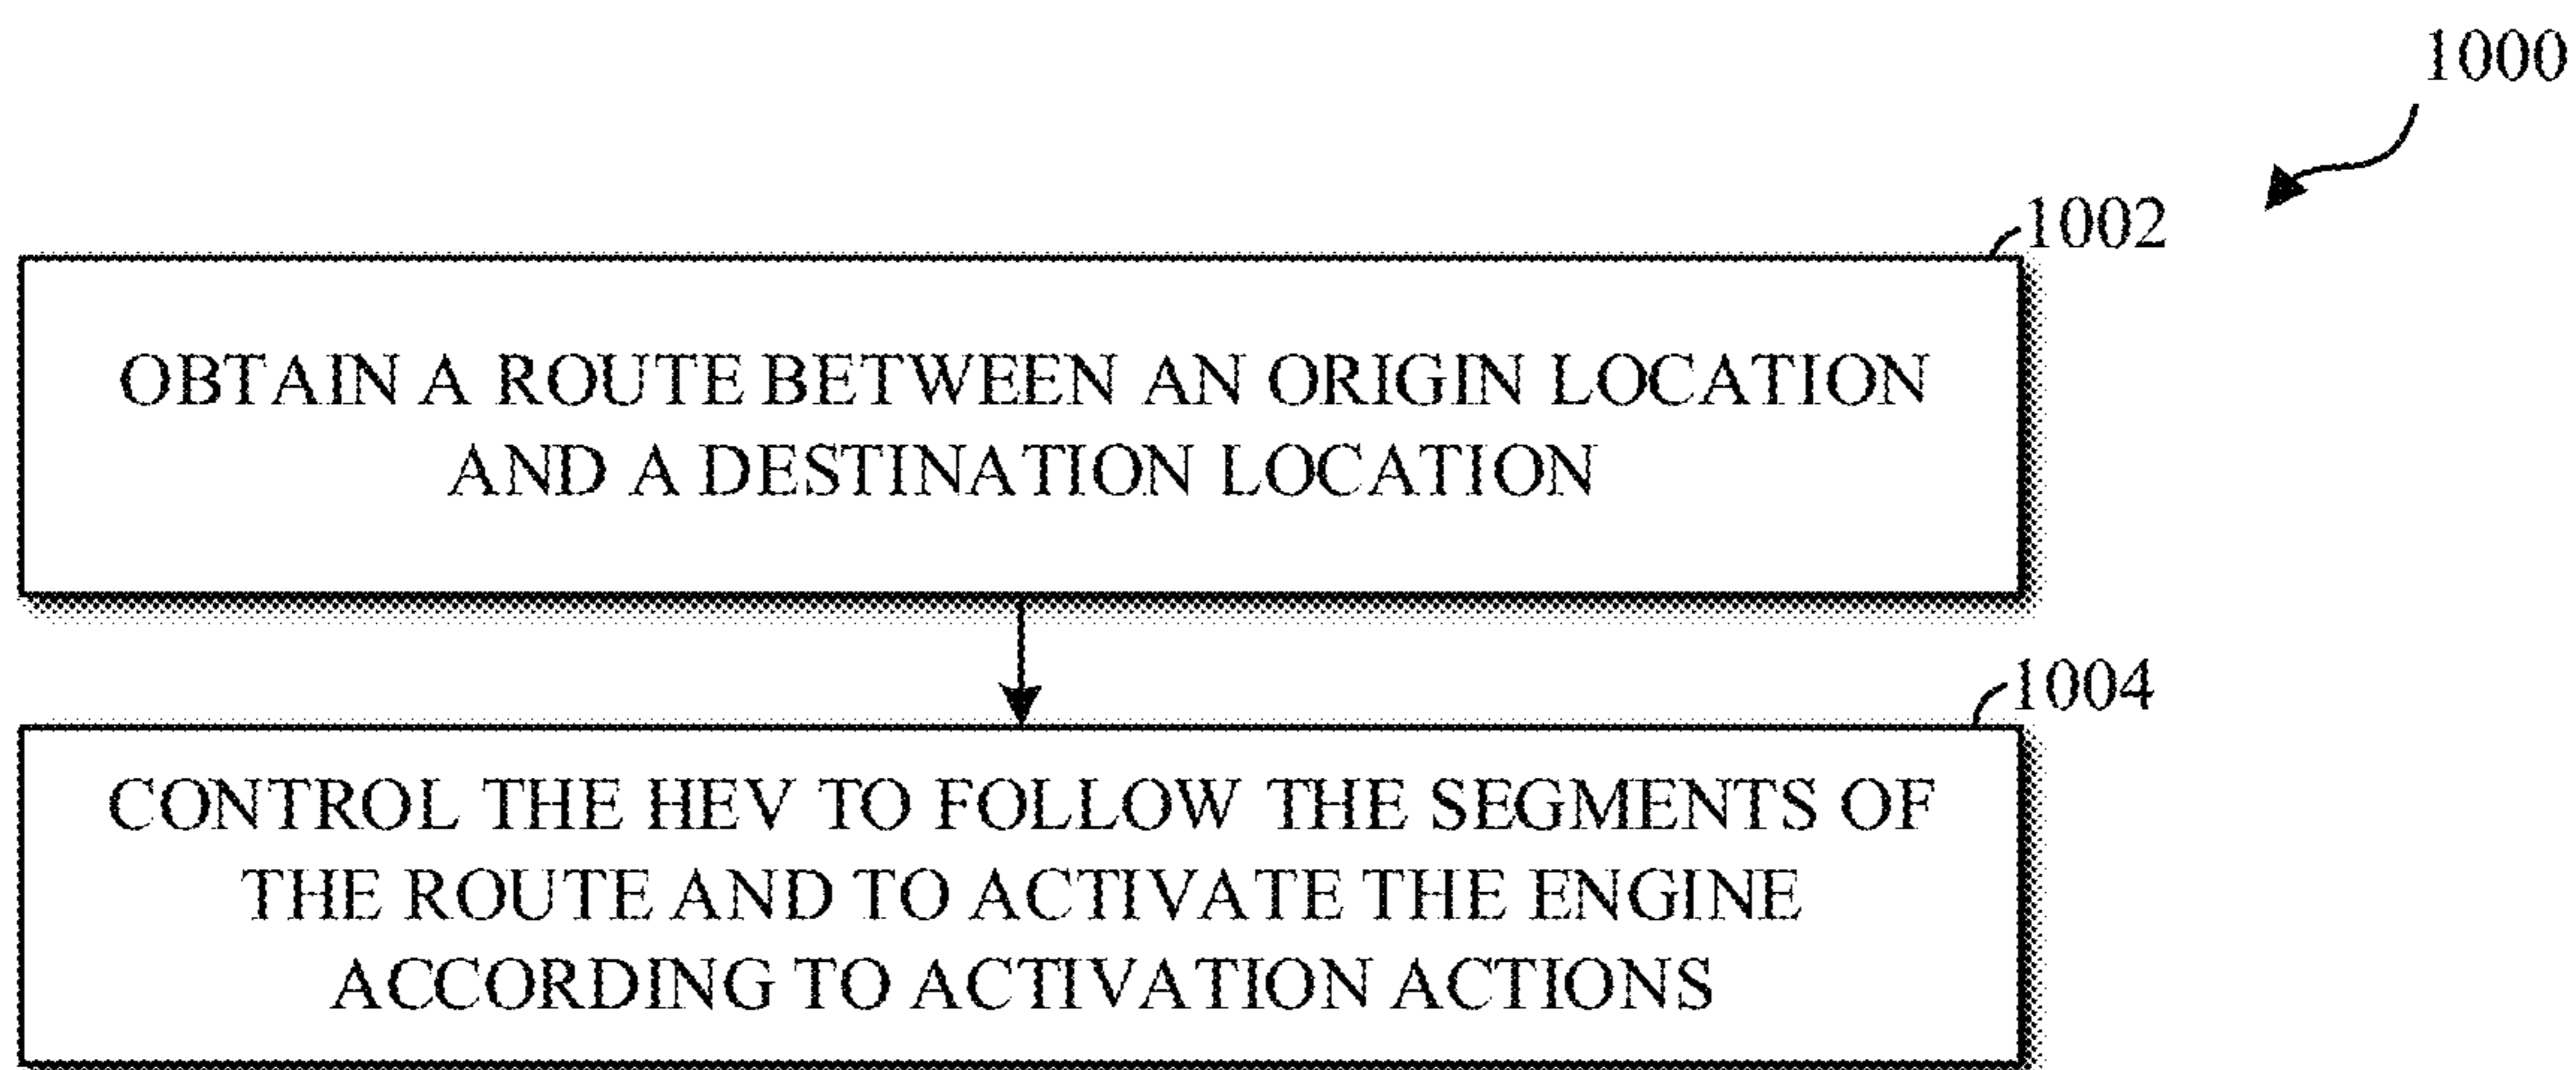 1000
1002
OBTAIN A ROUTE BETWEEN AN ORIGIN LOCATION
AND A DESTINATION LOCATION
1004
CONTROL THE HEV TO FOLLOW THE SEGMENTS OF
THE ROUTE AND TO ACTIVATE THE ENGINE
ACCORDING TO ACTIVATION ACTIONS